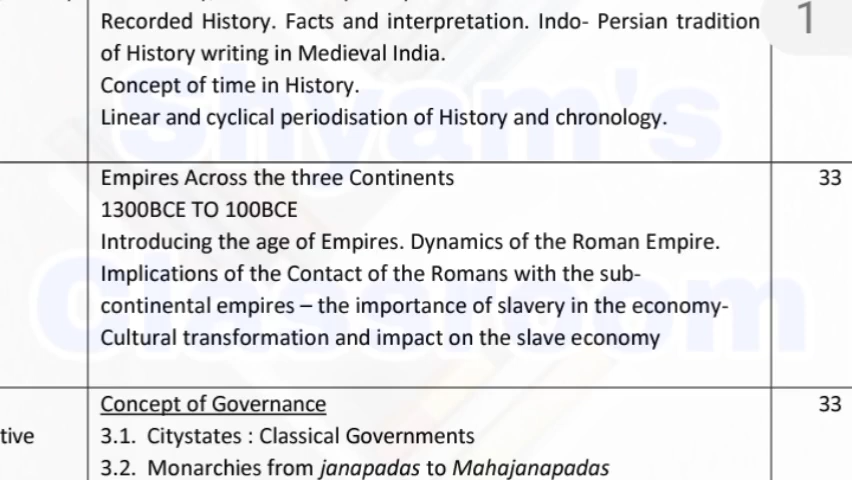 Recorded History. Facts and interpretation. Indo- Persian tradition
of History writing in Medieval India.
Concept of time in History.
Linear and cyclical periodisation of History and chronology.
1
Empires Across the three Continents
33
1300BCE TO 100BCE
Introducing the age of Empires. Dynamics of the Roman Empire.
Implications of the Contact of the Romans with the sub-
continental empires – the importance of slavery in the economy-
Cultural transformation and impact on the slave economy
Shyam's
Classroom
Concept of Governance
33
tive
3.1. Citystates : Classical Governments
3.2. Monarchies from janapadas to Mahajanapadas